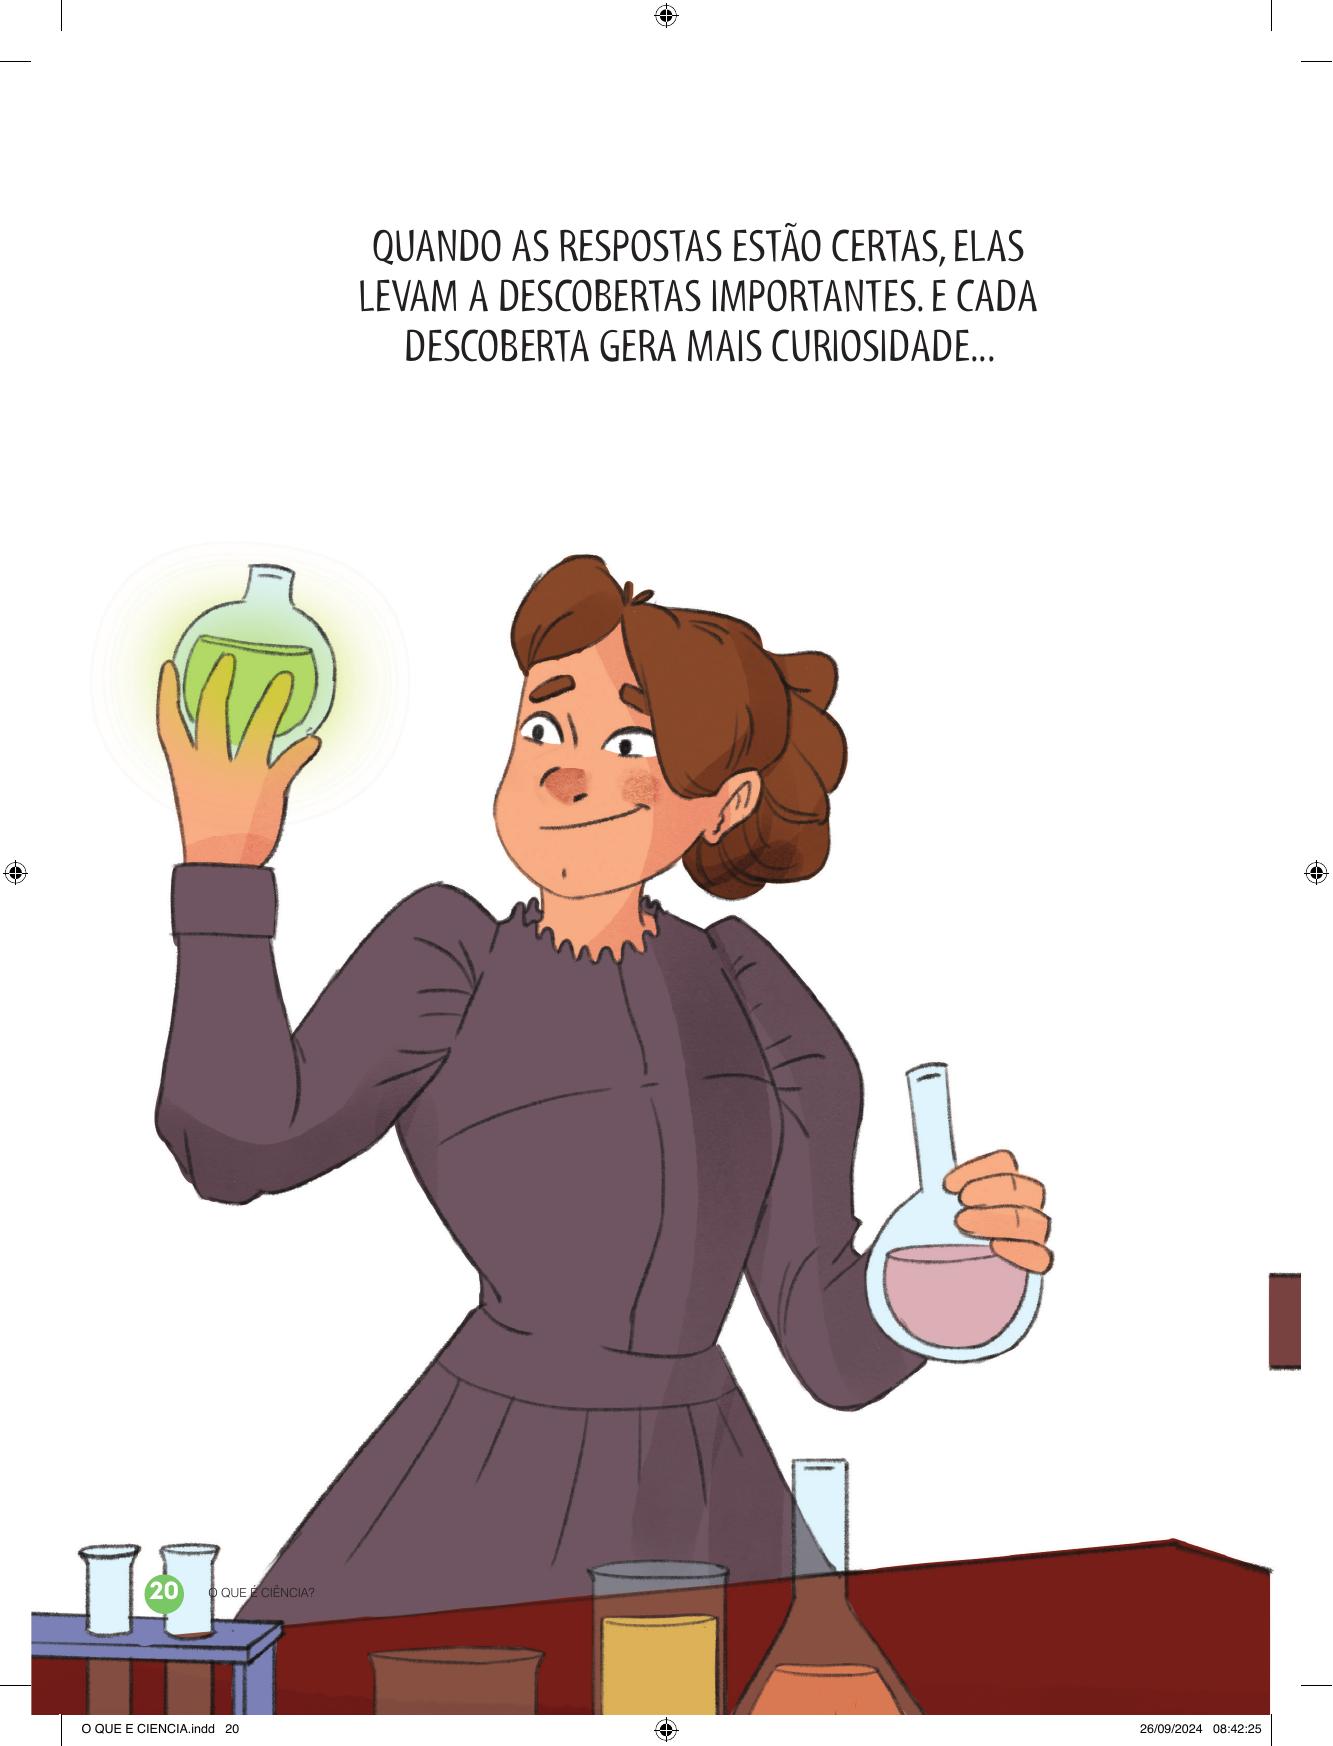 QUANDO AS RESPOSTAS ESTÃO CERTAS, ELAS
LEVAM A DESCOBERTAS IMPORTANTES. E CADA
DESCOBERTA GERA MAIS CURIOSIDADE...
20 O QUE É CIÊNCIA?
O QUE E CIENCIA.indd 20 26/09/2024 08:42:25